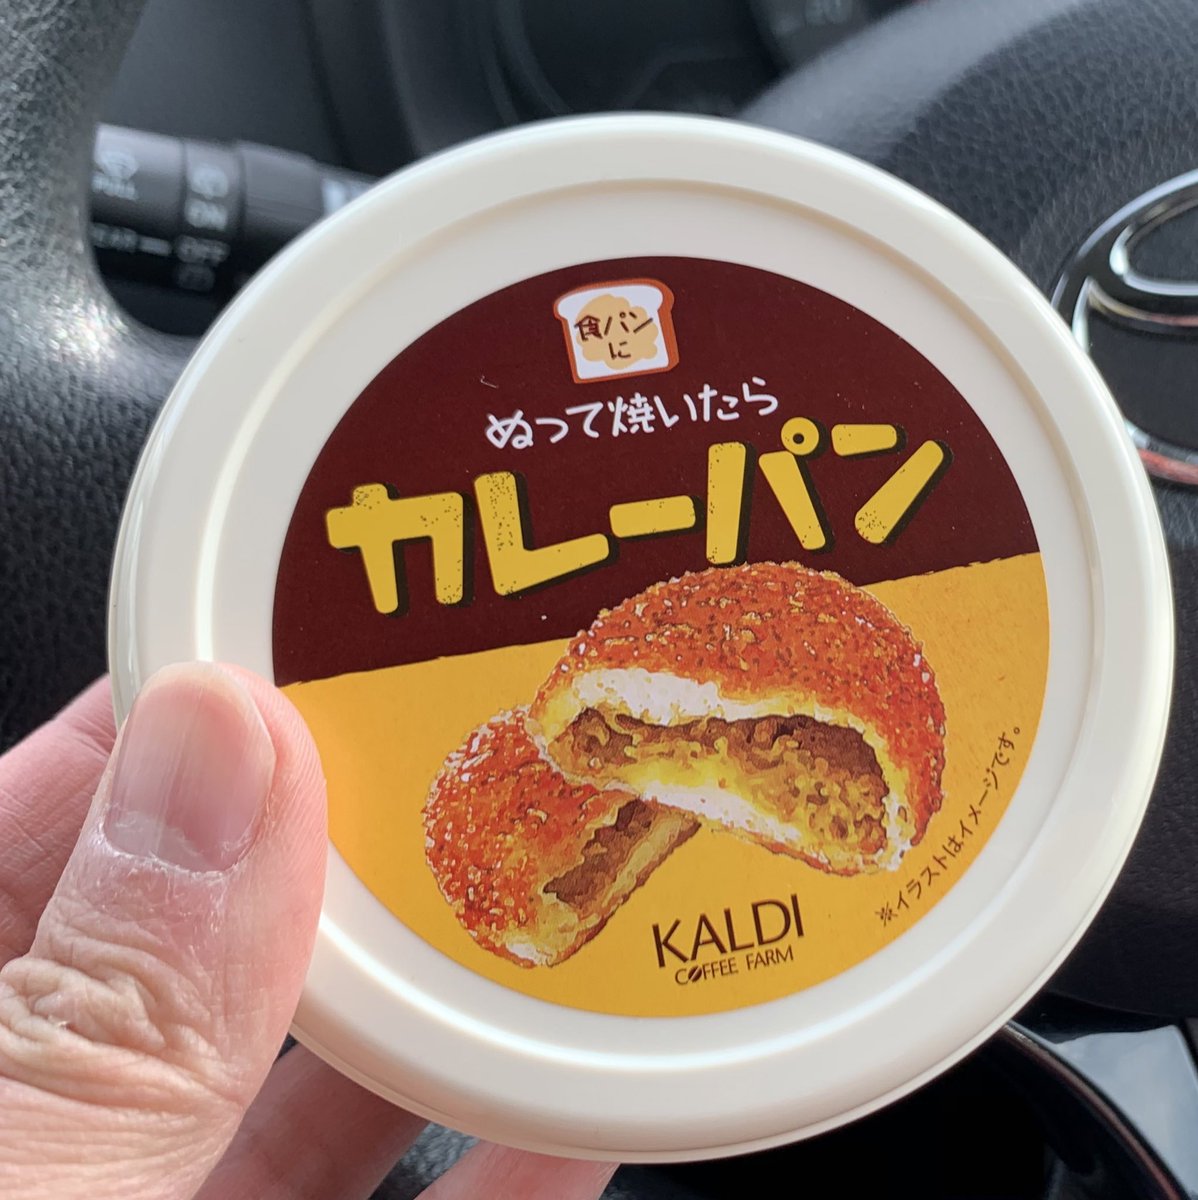 食パン
に
ぬって焼いたら
カレーパン
※イラストはイメージです。
KALDI
COFFEE FARM
OFF